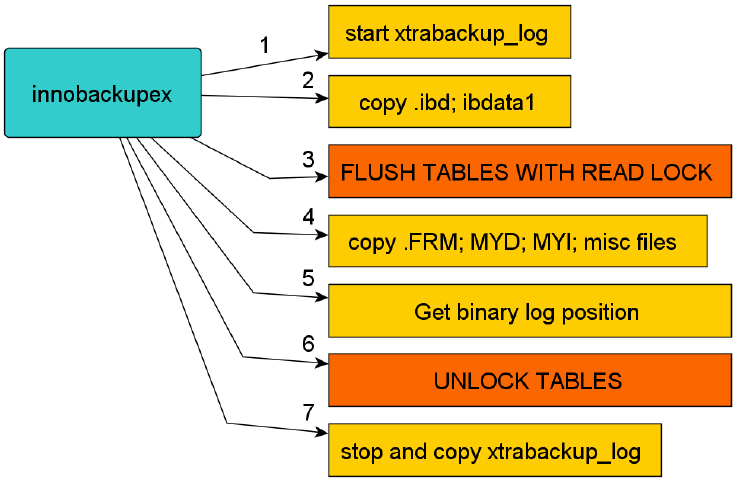 innobackupex
1
start xtrabackup_log
2
copy .ibd; ibdata1
3
FLUSH TABLES WITH READ LOCK
4
copy .FRM; MYD; MYI; misc files
5
Get binary log position
6
UNLOCK TABLES
7
stop and copy xtrabackup_log